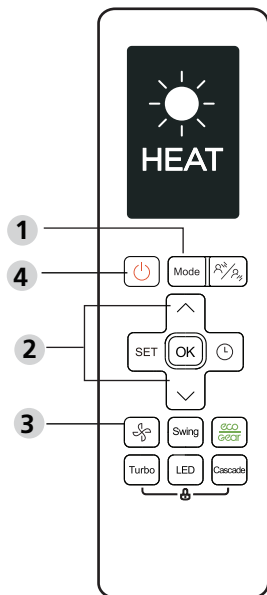 HEAT
1
4
Mode
2
SET
OK
3
Swing
eco
GEAR
Turbo
LED
Cascade